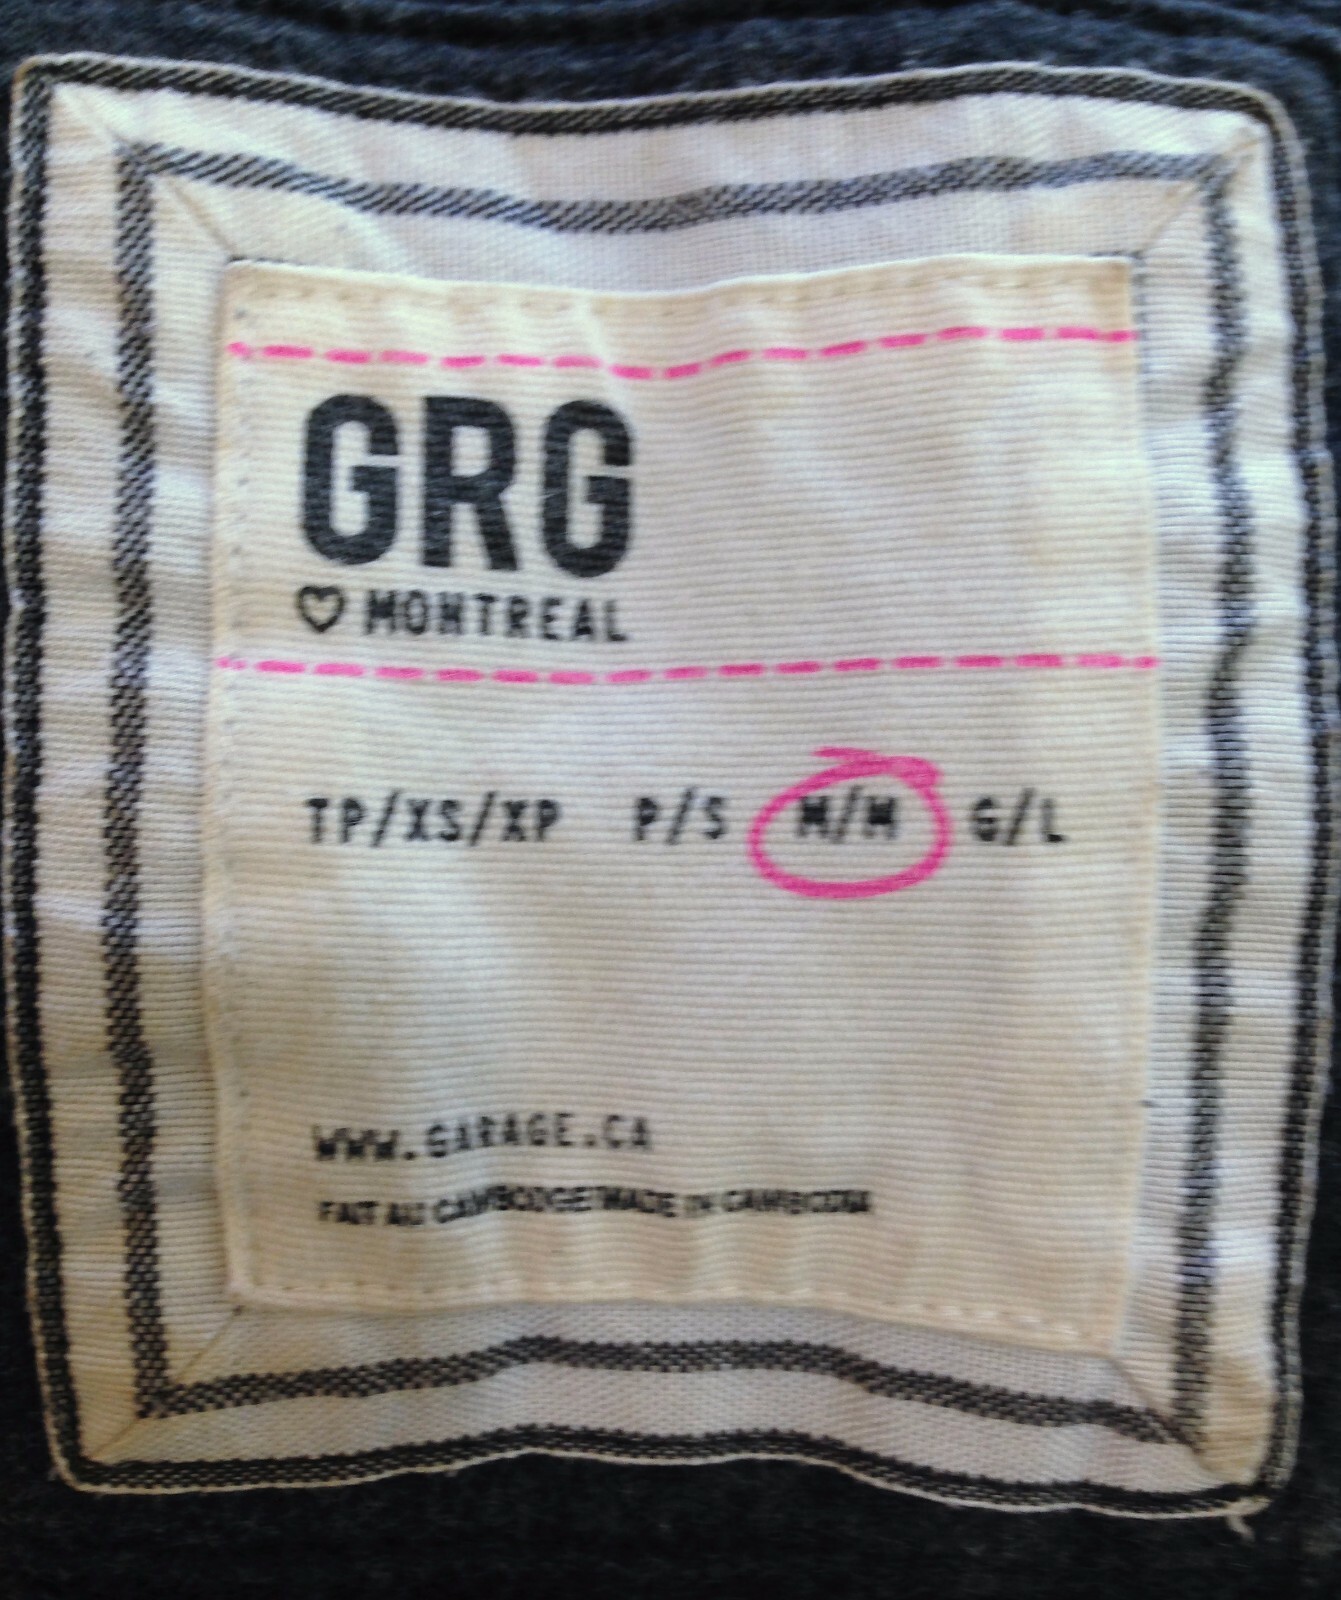 GRG
♡ MONTREAL
TP/XS/XP P/S M/M G/L
WWW.GARAGE.CA
FAIT AU CAMBODGE/MADE IN CAMBODIA